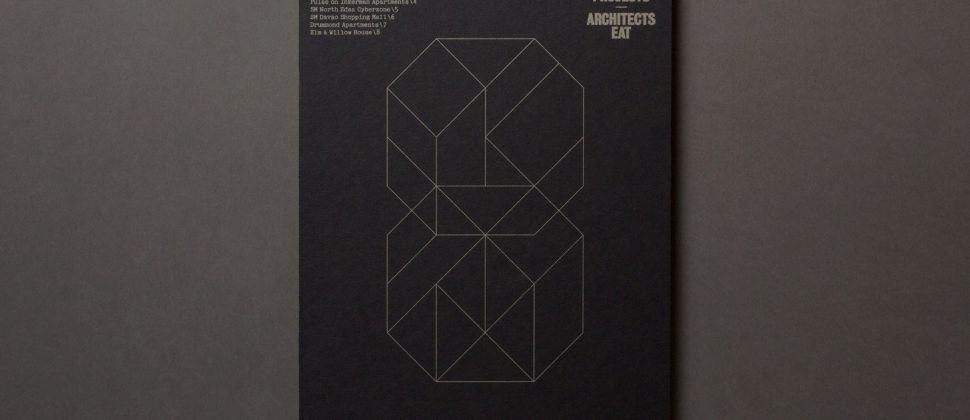 Pulse on Inkerman Apartments\4
SM North Edsa Cyberzone\5
SM Davao Shopping Mall\6
Drummond Apartments\7
Elm & Willow House\8
PROJECTS
—
ARCHITECTS
EAT